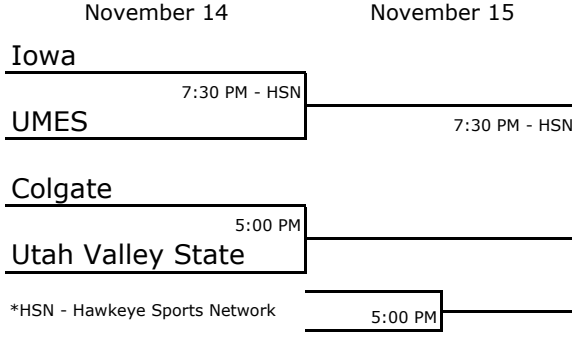 November 14 November 15
Iowa
7:30 PM - HSN
UMES
7:30 PM - HSN
Colgate
5:00 PM
Utah Valley State
*HSN - Hawkeye Sports Network
5:00 PM